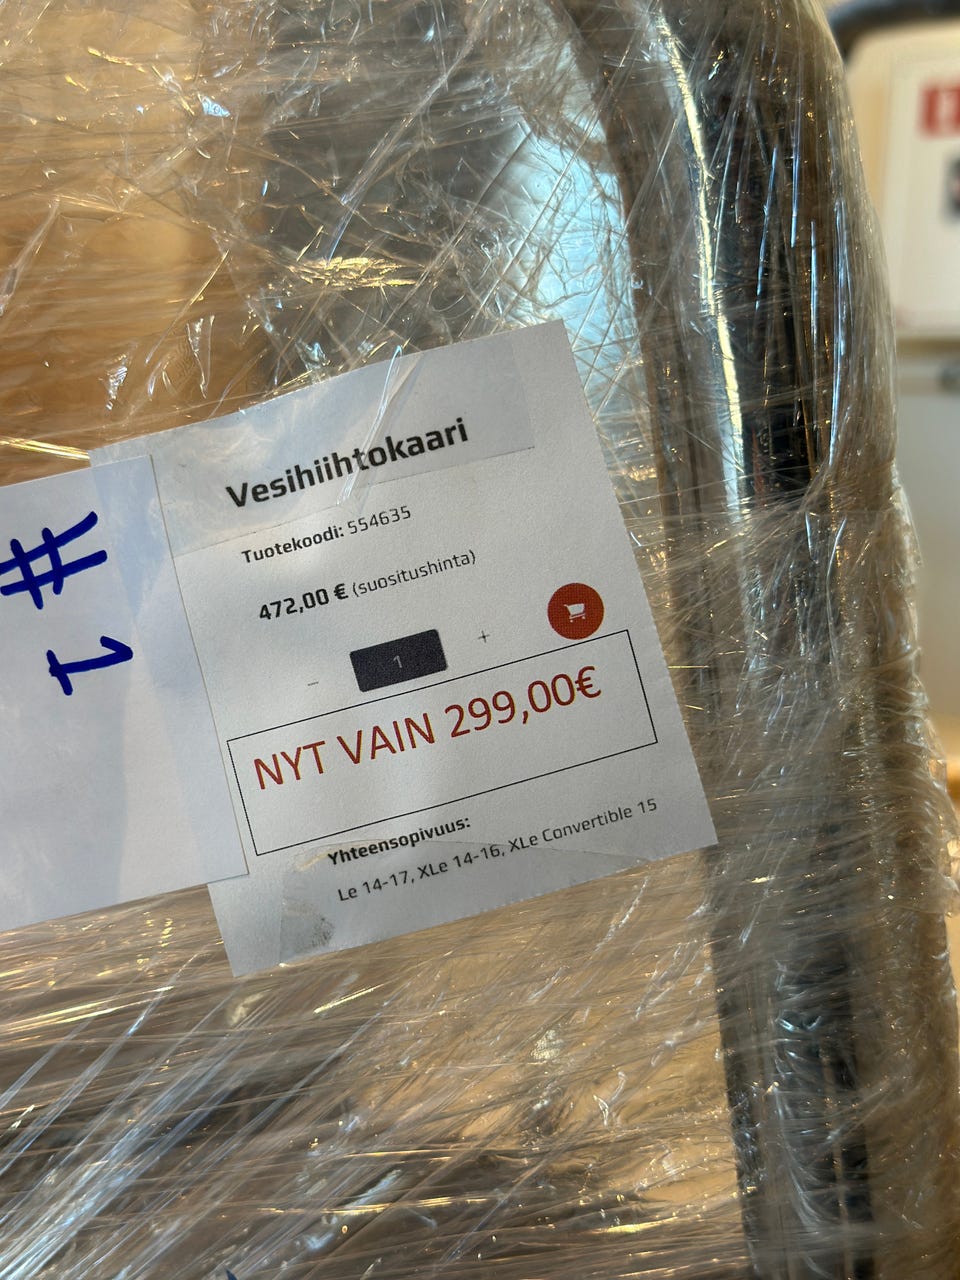 Vesihiihtokaari
Tuotekoodi: 554635
472,00 € (suositushinta)
− 1 +
NYT VAIN 299,00€
Yhteensopivuus:
Le 14-17, XLe 14-16, XLe Convertible 15
# 1